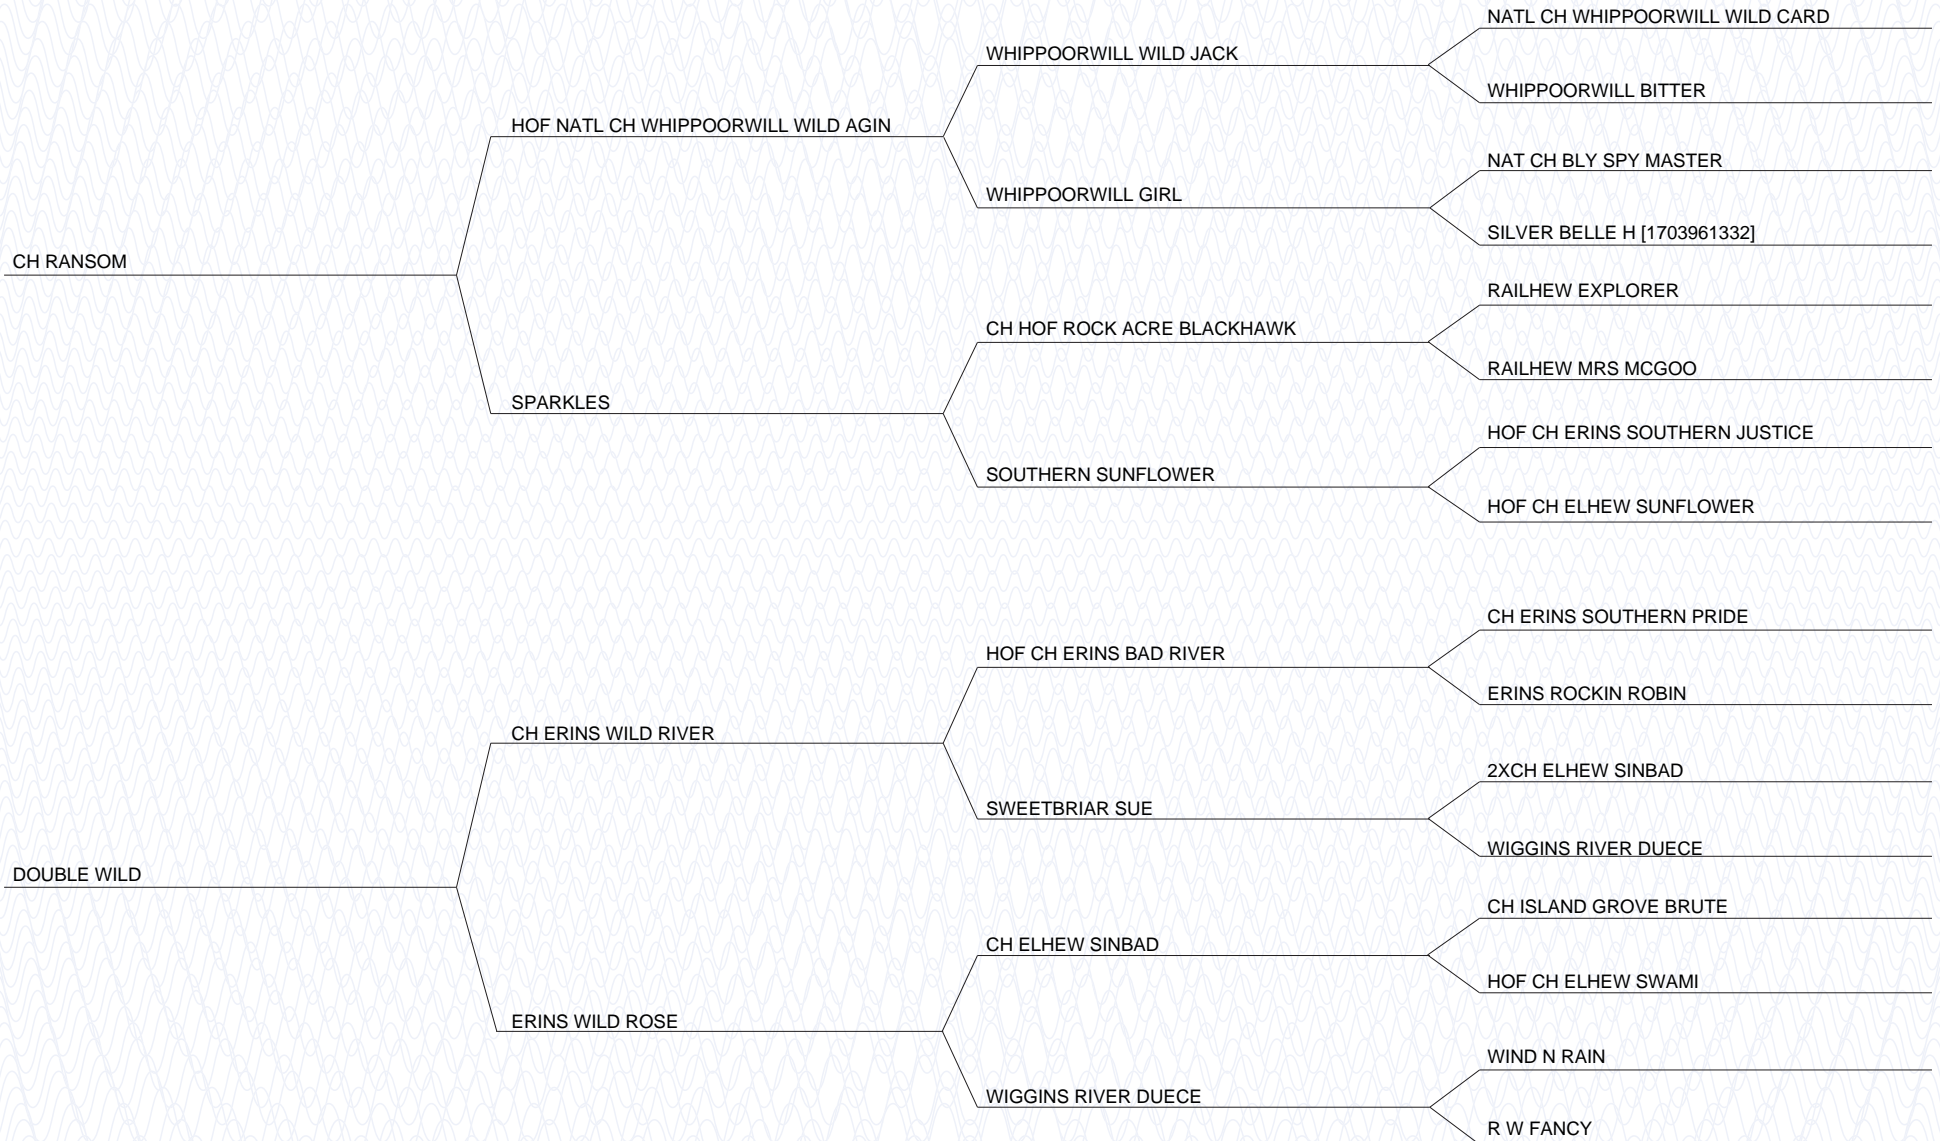 NATL CH WHIPPOORWILL WILD CARD
WHIPPOORWILL WILD JACK
WHIPPOORWILL BITTER
HOF NATL CH WHIPPOORWILL WILD AGIN
NAT CH BLY SPY MASTER
WHIPPOORWILL GIRL
SILVER BELLE H [1703961332]
CH RANSOM
RAILHEW EXPLORER
CH HOF ROCK ACRE BLACKHAWK
RAILHEW MRS MCGOO
SPARKLES
HOF CH ERINS SOUTHERN JUSTICE
SOUTHERN SUNFLOWER
HOF CH ELHEW SUNFLOWER
CH ERINS SOUTHERN PRIDE
HOF CH ERINS BAD RIVER
ERINS ROCKIN ROBIN
CH ERINS WILD RIVER
2XCH ELHEW SINBAD
SWEETBRIAR SUE
WIGGINS RIVER DUECE
DOUBLE WILD
CH ISLAND GROVE BRUTE
CH ELHEW SINBAD
HOF CH ELHEW SWAMI
ERINS WILD ROSE
WIND N RAIN
WIGGINS RIVER DUECE
R W FANCY